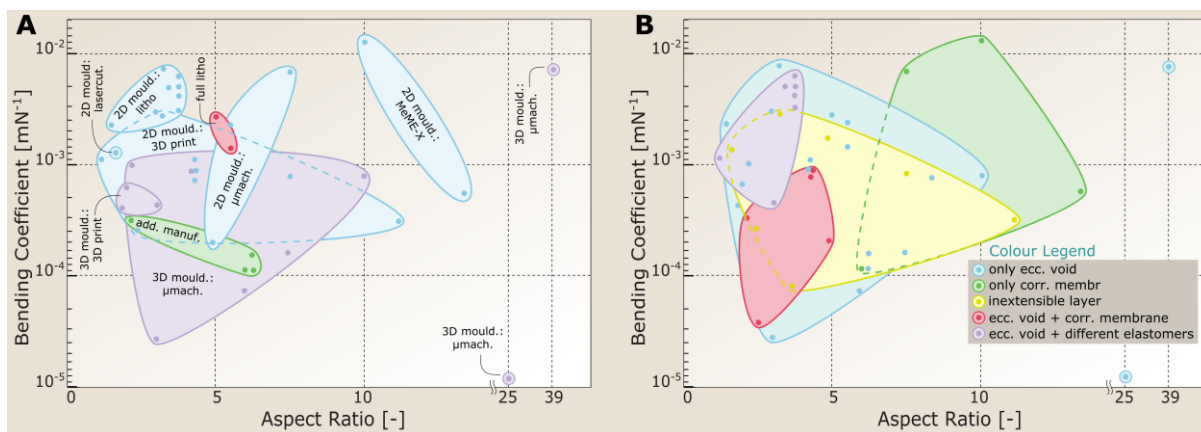 A
B
Bending Coefficient [mN⁻¹]
10⁻²
10⁻³
10⁻⁴
10⁻⁵
0
5
10
25
39
Aspect Ratio [-]
2D mould.:
lasercut.
2D mould.:
litho
2D mould.:
3D print
full litho
2D mould.:
µmach.
2D mould.:
MeME-X
3D mould.:
µmach.
3D mould.:
3D print
add. manuf.
3D mould.:
µmach.
3D mould.:
µmach.
Bending Coefficient [mN⁻¹]
10⁻²
10⁻³
10⁻⁴
10⁻⁵
0
5
10
25
39
Aspect Ratio [-]
Colour Legend
only ecc. void
only corr. membr
inextensible layer
ecc. void + corr. membrane
ecc. void + different elastomers